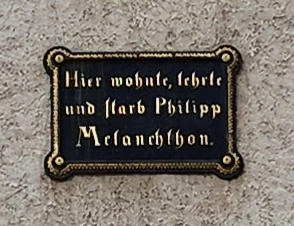 Hier wohnte, lehrte
und starb Philipp
Melanchthon.